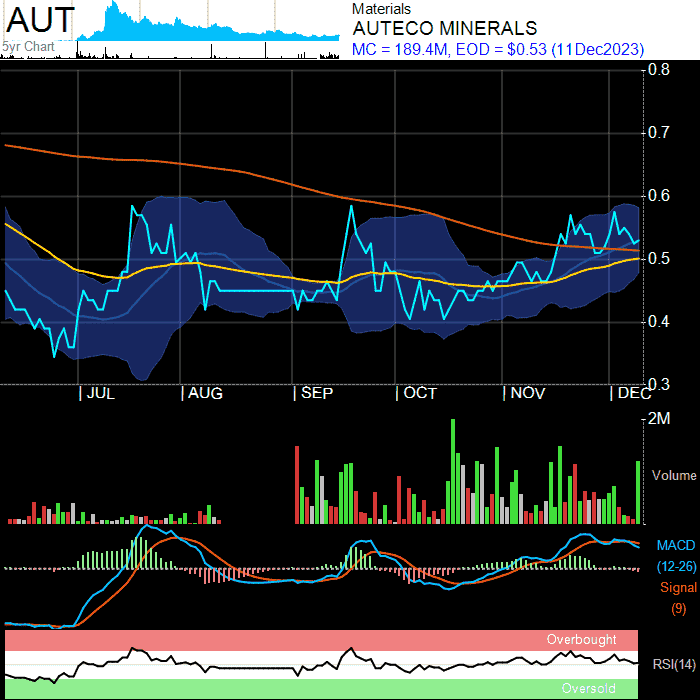 AUT
5yr Chart
Materials
AUTECO MINERALS
MC = 189.4M, EOD = $0.53 (11Dec2023)
0.8
0.7
0.6
0.5
0.4
0.3
| JUL | AUG | SEP | OCT | NOV | DEC
2M
Volume
MACD
(12-26)
Signal
(9)
Overbought
RSI(14)
Oversold